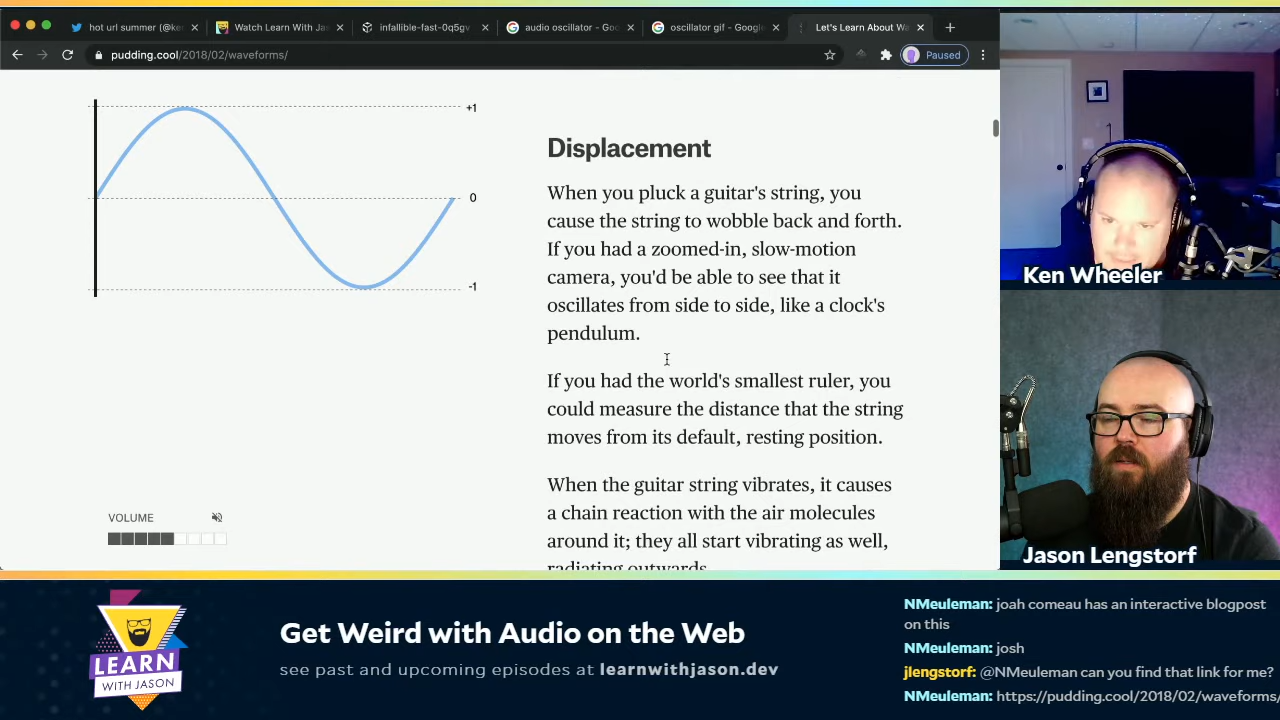 hot url summer (@ke
Watch Learn With Ja
infallible-fast-0q5gv
audio oscillator - Goo
oscillator gif - Google
Let's Learn About Wa
pudding.cool/2018/02/waveforms/
Paused
+1
0
-1
VOLUME
Displacement
When you pluck a guitar's string, you
cause the string to wobble back and forth.
If you had a zoomed-in, slow-motion
camera, you'd be able to see that it
oscillates from side to side, like a clock's
pendulum.
If you had the world's smallest ruler, you
could measure the distance that the string
moves from its default, resting position.
When the guitar string vibrates, it causes
a chain reaction with the air molecules
around it; they all start vibrating as well,
radiating outwards.
Ken Wheeler
Jason Lengstorf
LEARN
WITH JASON
Get Weird with Audio on the Web
see past and upcoming episodes at learnwithjason.dev
NMeuleman: joah comeau has an interactive blogpost
on this
NMeuleman: josh
jlengstorf: @NMeuleman can you find that link for me?
NMeuleman: https://pudding.cool/2018/02/waveforms/